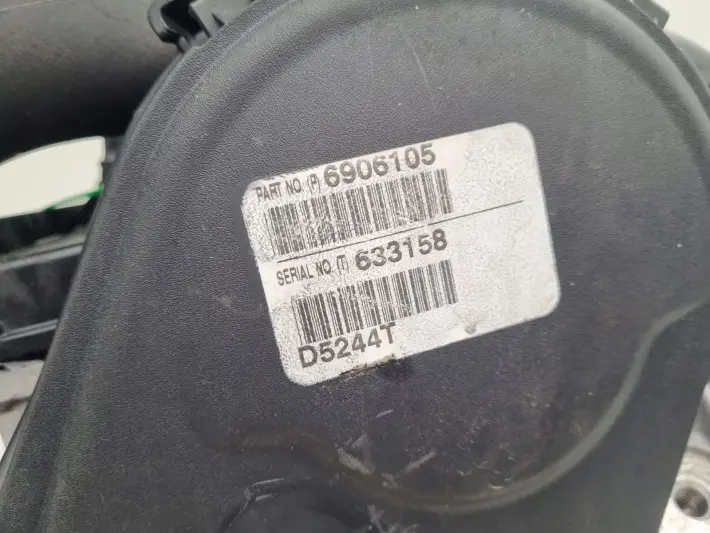 PART NO. (P) 6906105
SERIAL NO. (T) 633158
D5244T